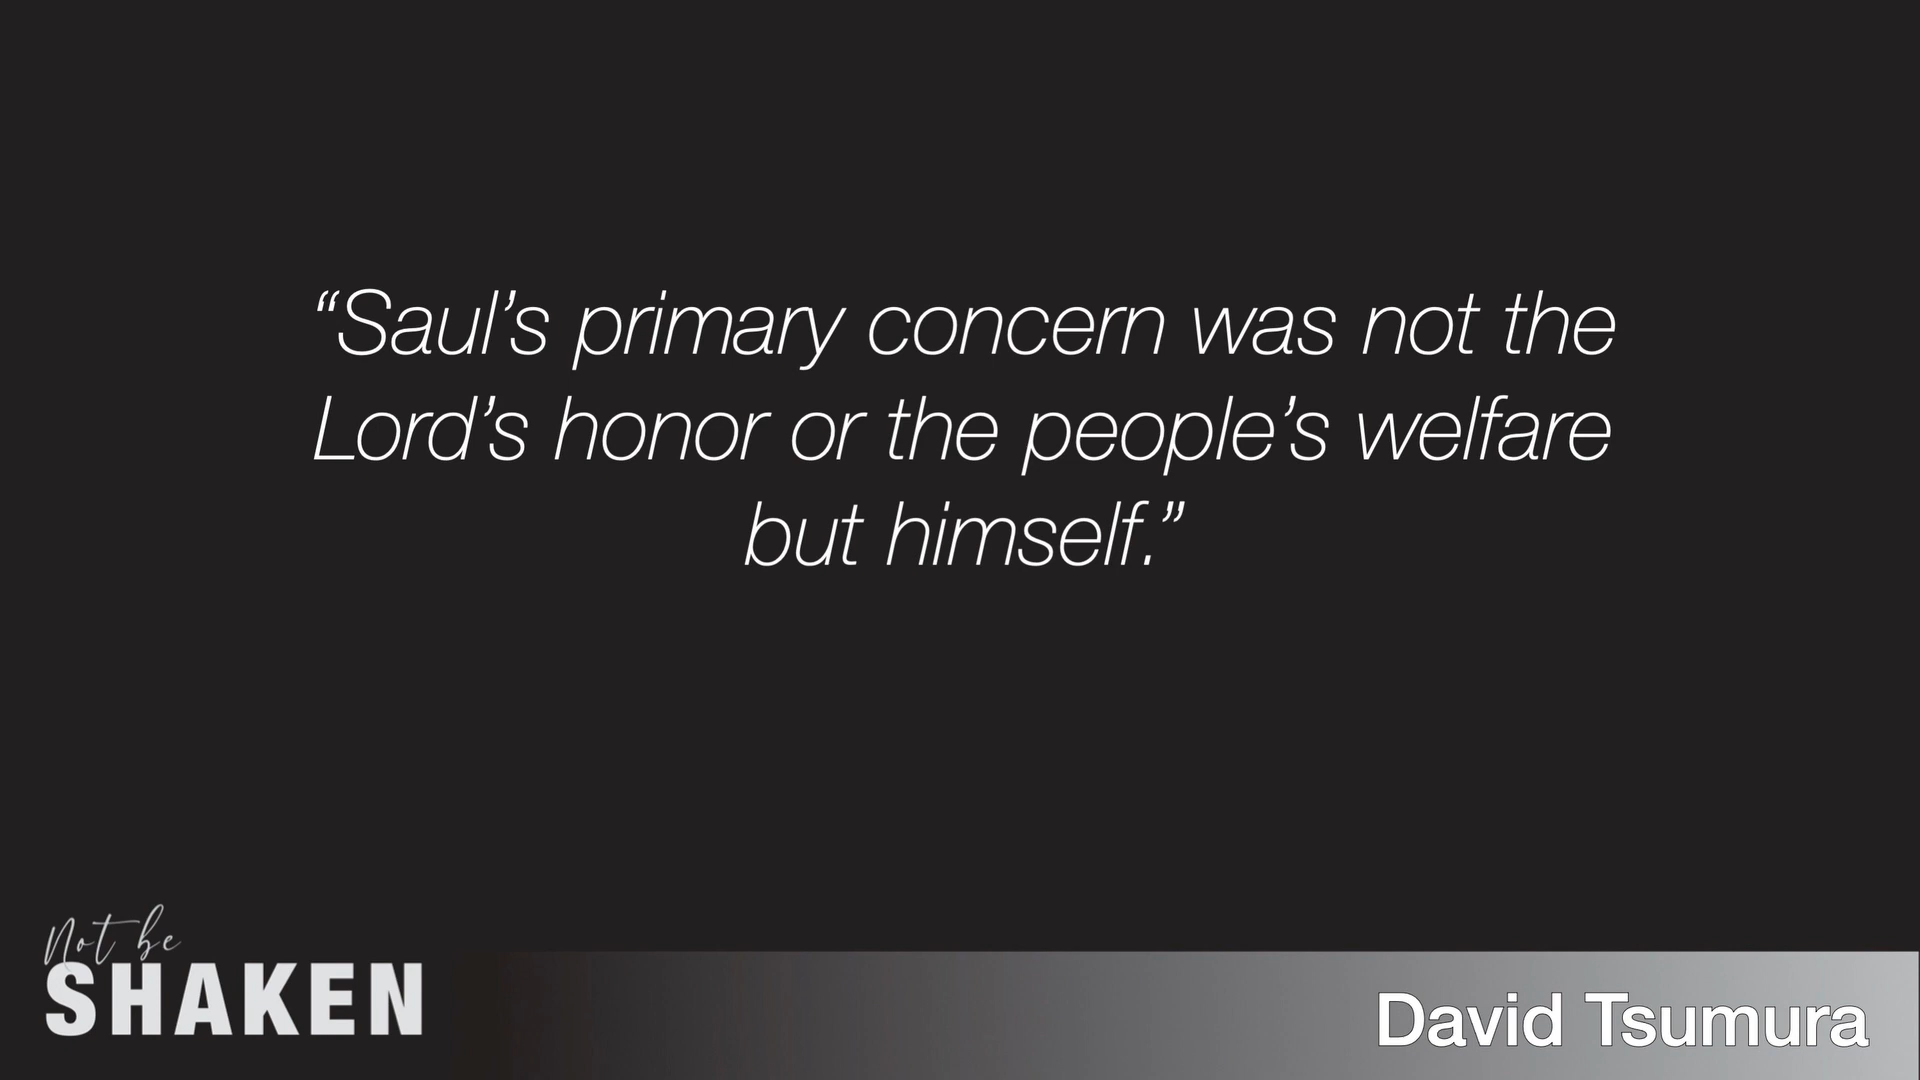 “Saul’s primary concern was not the
Lord’s honor or the people’s welfare
but himself.”
Not be
SHAKEN
David Tsumura